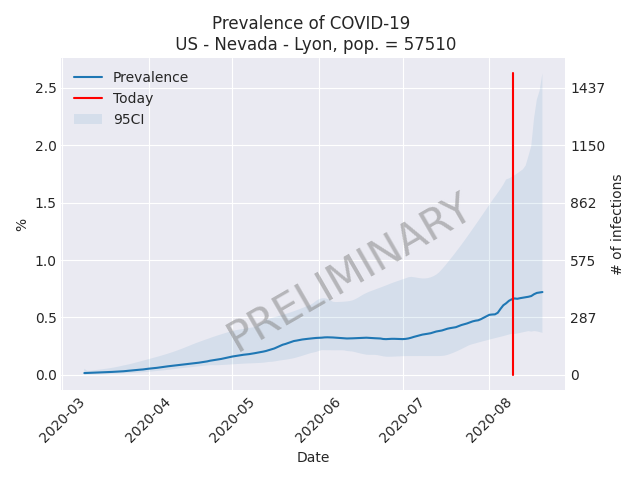 Prevalence of COVID-19
US - Nevada - Lyon, pop. = 57510
Prevalence
Today
95CI
2.5
2.0
1.5
1.0
0.5
0.0
%
1437
1150
862
575
287
0
# of infections
PRELIMINARY
2020-03
2020-04
2020-05
2020-06
2020-07
2020-08
Date